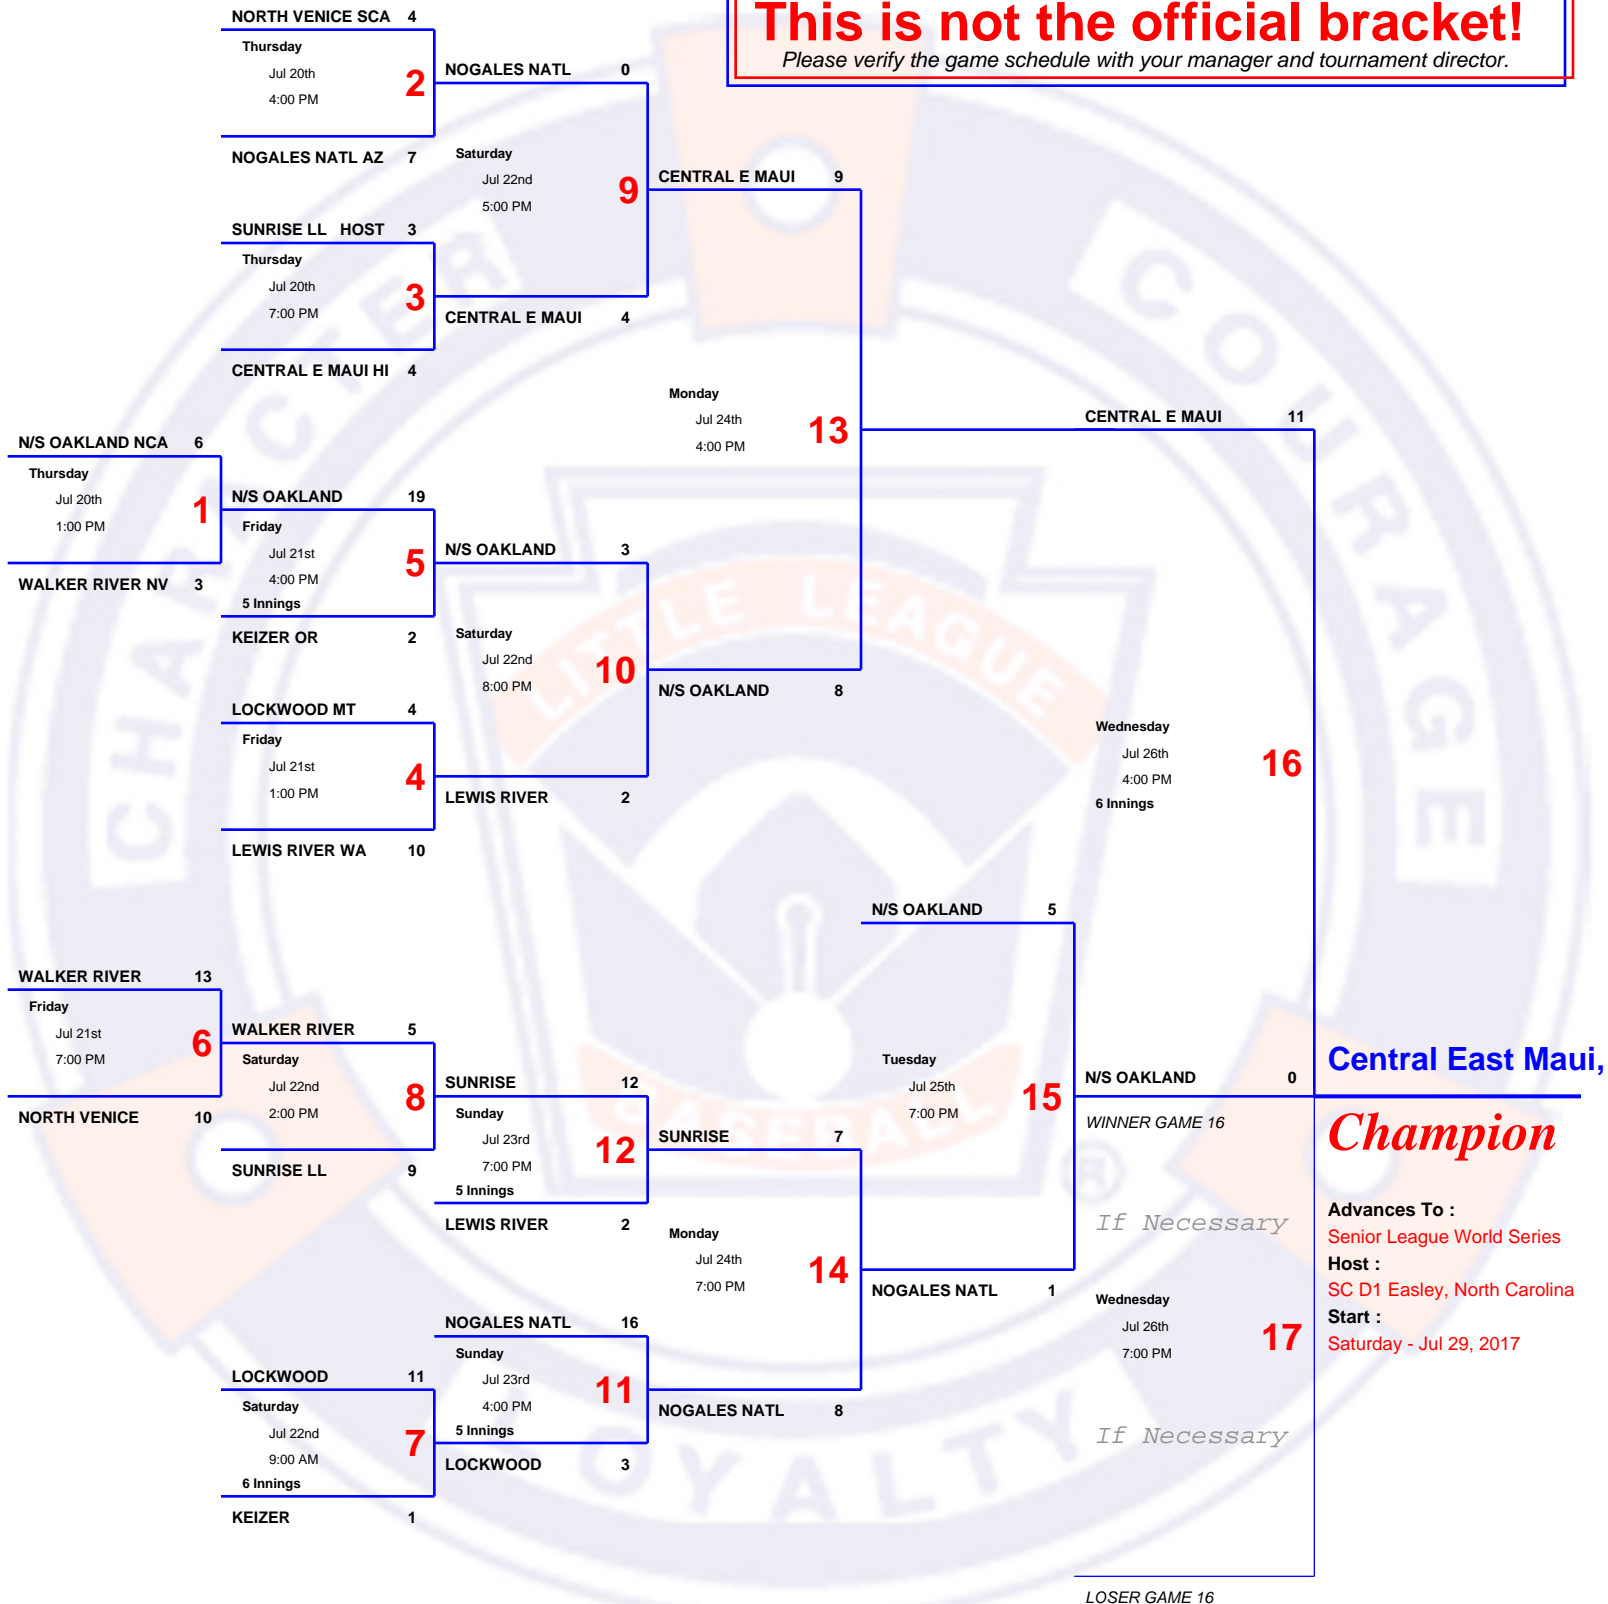 This is not the official bracket!
Please verify the game schedule with your manager and tournament director.
NORTH VENICE SCA 4
Thursday
Jul 20th
4:00 PM
2
NOGALES NATL AZ 7
NOGALES NATL 0
Saturday
Jul 22nd
5:00 PM
9
SUNRISE LL HOST 3
Thursday
Jul 20th
7:00 PM
3
CENTRAL E MAUI HI 4
CENTRAL E MAUI 4
CENTRAL E MAUI 9
Monday
Jul 24th
4:00 PM
13
N/S OAKLAND NCA 6
Thursday
Jul 20th
1:00 PM
1
WALKER RIVER NV 3
N/S OAKLAND 19
Friday
Jul 21st
4:00 PM
5 Innings
5
KEIZER OR 2
N/S OAKLAND 3
Saturday
Jul 22nd
8:00 PM
10
LOCKWOOD MT 4
Friday
Jul 21st
1:00 PM
4
LEWIS RIVER WA 10
LEWIS RIVER 2
N/S OAKLAND 8
CENTRAL E MAUI 11
Wednesday
Jul 26th
4:00 PM
6 Innings
16
WALKER RIVER 13
Friday
Jul 21st
7:00 PM
6
NORTH VENICE 10
WALKER RIVER 5
Saturday
Jul 22nd
2:00 PM
8
SUNRISE LL 9
SUNRISE 12
Sunday
Jul 23rd
7:00 PM
5 Innings
12
LEWIS RIVER 2
SUNRISE 7
Monday
Jul 24th
7:00 PM
14
NOGALES NATL 16
Sunday
Jul 23rd
4:00 PM
5 Innings
11
LOCKWOOD 11
Saturday
Jul 22nd
9:00 AM
6 Innings
7
KEIZER 1
LOCKWOOD 3
NOGALES NATL 8
N/S OAKLAND 5
Tuesday
Jul 25th
7:00 PM
15
NOGALES NATL 1
N/S OAKLAND 0
WINNER GAME 16
If Necessary
Wednesday
Jul 26th
7:00 PM
17
If Necessary
LOSER GAME 16
Central East Maui,
Champion
Advances To :
Senior League World Series
Host :
SC D1 Easley, North Carolina
Start :
Saturday - Jul 29, 2017
CHARACTER
COURAGE
LOYALTY
LITTLE LEAGUE
BASEBALL
®